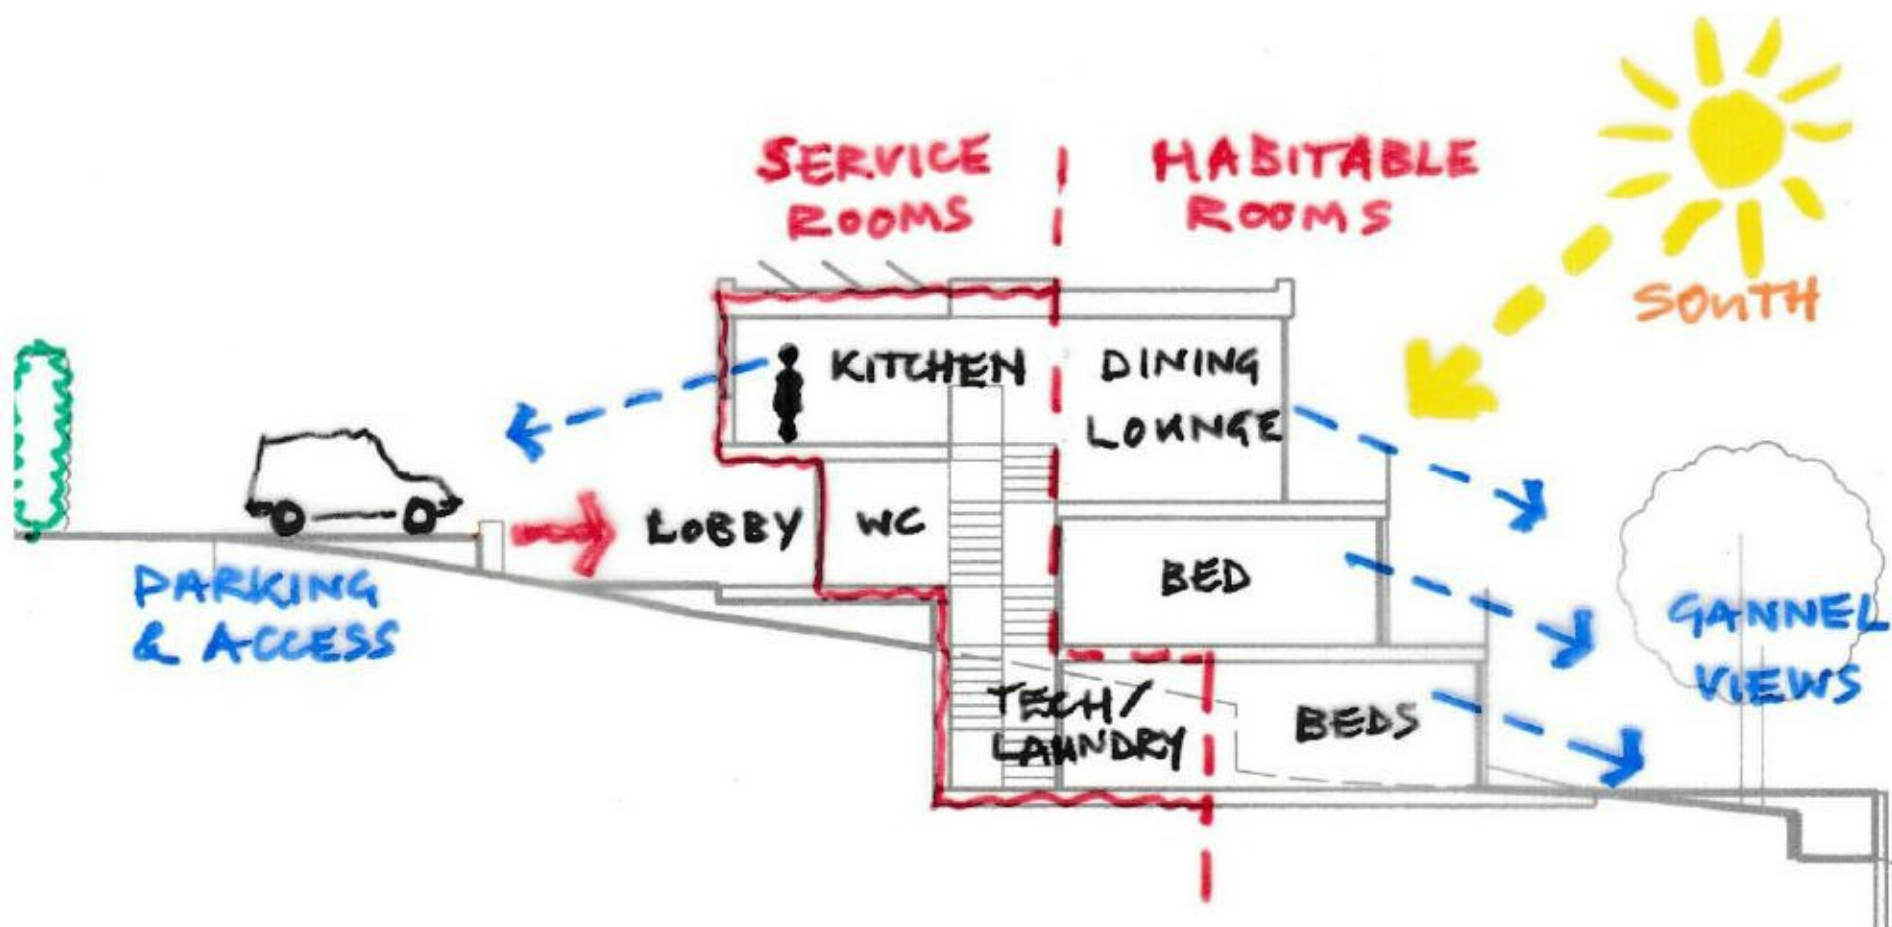 SERVICE
ROOMS
HABITABLE
ROOMS
SOUTH
KITCHEN
DINING
LOUNGE
LOBBY
WC
BED
PARKING
& ACCESS
GANNEL
VIEWS
TECH/
LAUNDRY
BEDS